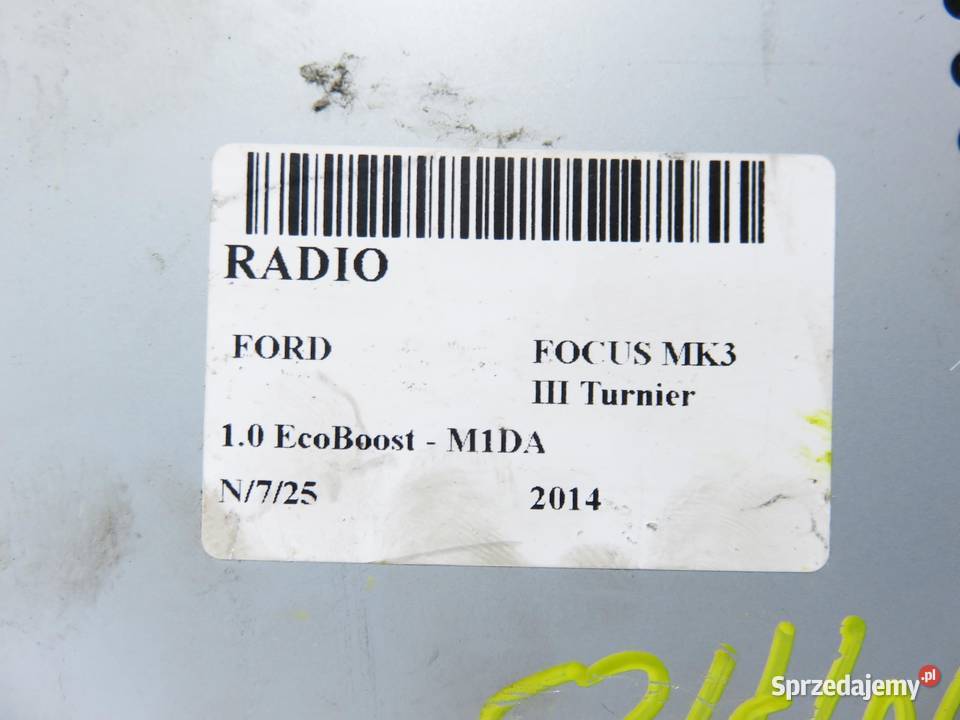 RADIO
FORD FOCUS MK3
III Turnier
1.0 EcoBoost - M1DA
N/7/25 2014
Sprzedajemy.pl